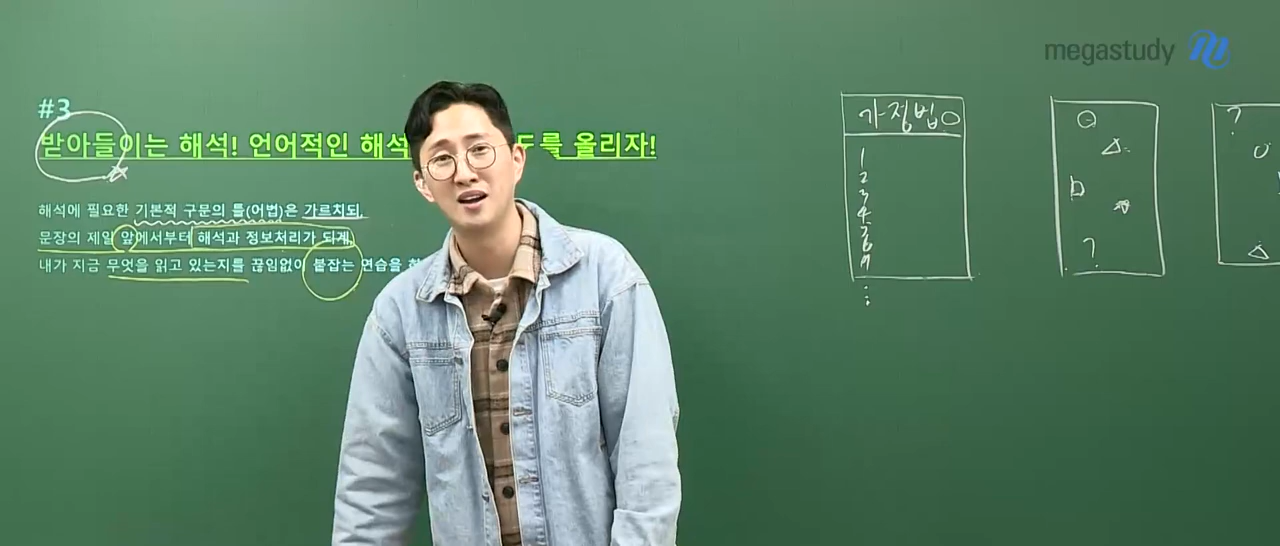 megastudy
#3
받아들이는 해석! 언어적인 해석 도를 올리자!
해석에 필요한 기본적 구문의 틀(어법)은 가르치되,
문장의 제일 앞에서부터 해석과 정보처리가 되게,
내가 지금 무엇을 읽고 있는지를 끊임없이 붙잡는 연습을
가정법
1
2
3
4
5
6
7
?
?